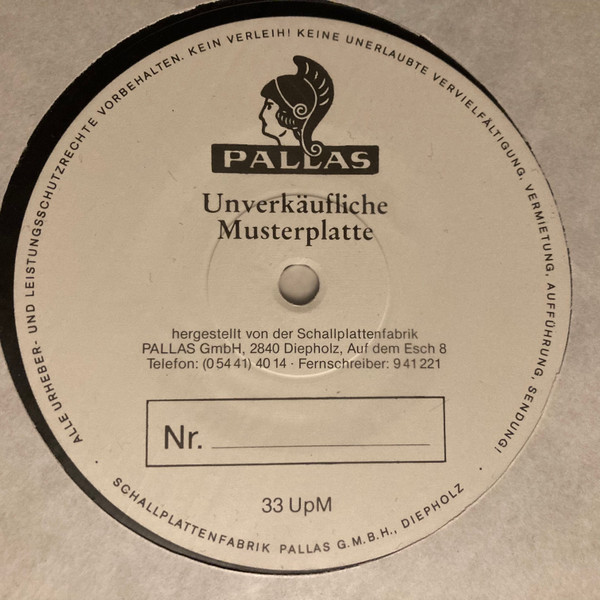 ALLE URHEBER- UND LEISTUNGSSCHUTZRECHTE VORBEHALTEN. KEIN VERLEIH! KEINE UNERLAUBTE VERVIELFÄLTIGUNG, VERMIETUNG, AUFFÜHRUNG, SENDUNG!
PALLAS
Unverkäufliche
Musterplatte
hergestellt von der Schallplattenfabrik
PALLAS GmbH, 2840 Diepholz, Auf dem Esch 8
Telefon: (0 54 41) 40 14 · Fernschreiber: 9 41 221
Nr.
33 UpM
· SCHALLPLATTENFABRIK PALLAS G.M.B.H., DIEPHOLZ ·